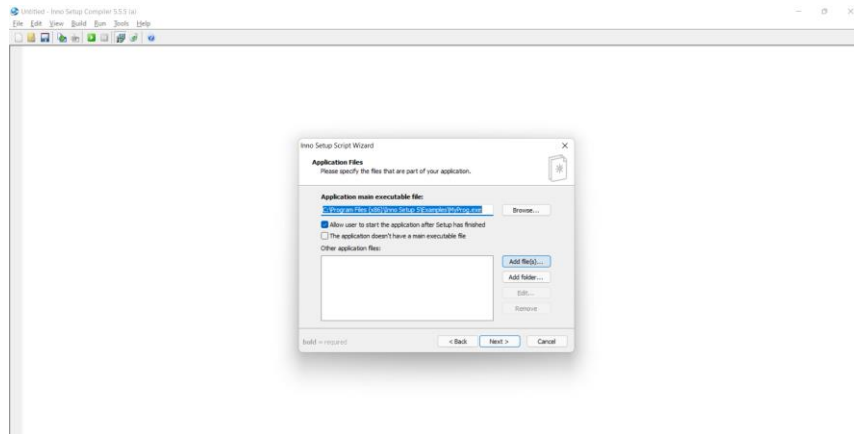 Untitled - Inno Setup Compiler 5.5.3 (a)
File Edit View Build Run Tools Help
Inno Setup Script Wizard
Application Files
Please specify the files that are part of your application.
Application main executable file:
C:\Program Files (x86)\Inno Setup 5\Examples\MyProg.exe
Browse...
Allow user to start the application after Setup has finished
The application doesn't have a main executable file
Other application files:
Add file(s)...
Add folder...
Edit...
Remove
bold = required
< Back
Next >
Cancel